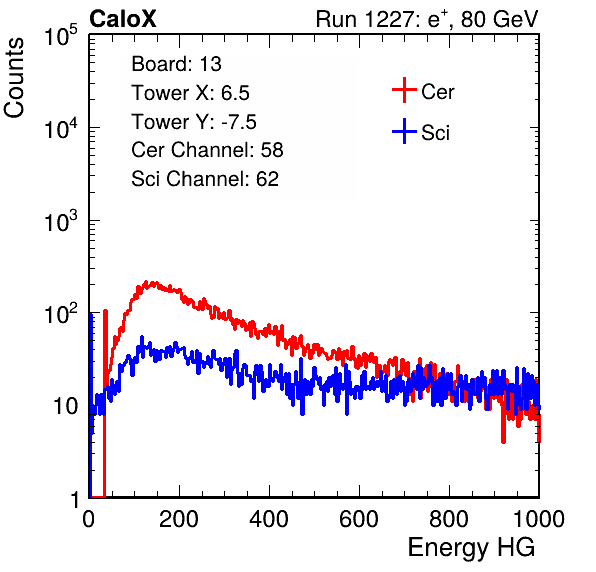 CaloX Run 1227: e⁺, 80 GeV
Counts
Board: 13
Tower X: 6.5
Tower Y: -7.5
Cer Channel: 58
Sci Channel: 62
Cer
Sci
10⁵
10⁴
10³
10²
10
1
0 200 400 600 800 1000
Energy HG